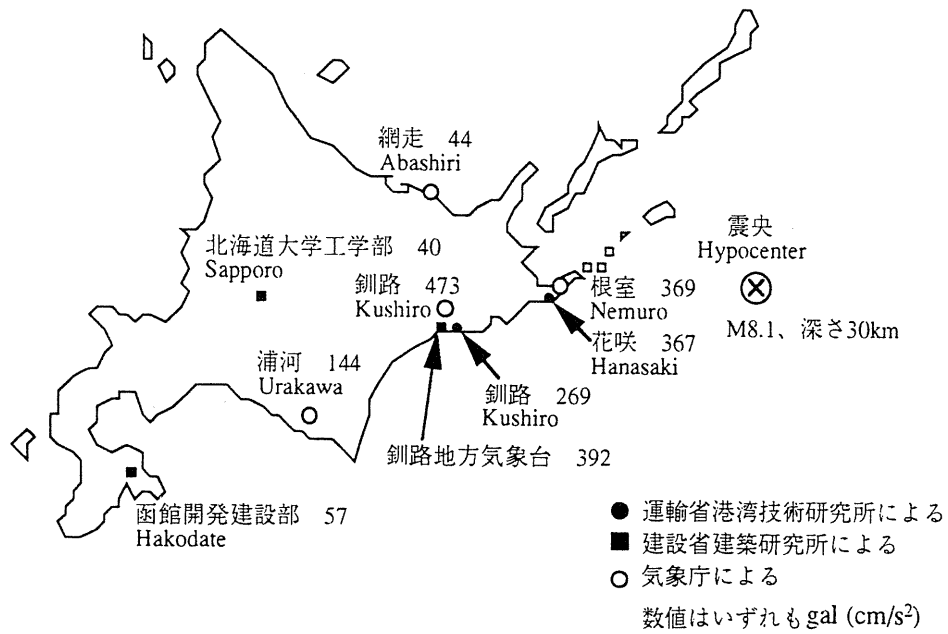 網走 44
Abashiri
北海道大学工学部 40
Sapporo
震央
Hypocenter
釧路 473
Kushiro
根室 369
Nemuro
M8.1、深さ30km
花咲 367
Hanasaki
浦河 144
Urakawa
釧路 269
Kushiro
釧路地方気象台 392
函館開発建設部 57
Hakodate
● 運輸省港湾技術研究所による
■ 建設省建築研究所による
○ 気象庁による
数値はいずれもgal (cm/s²)